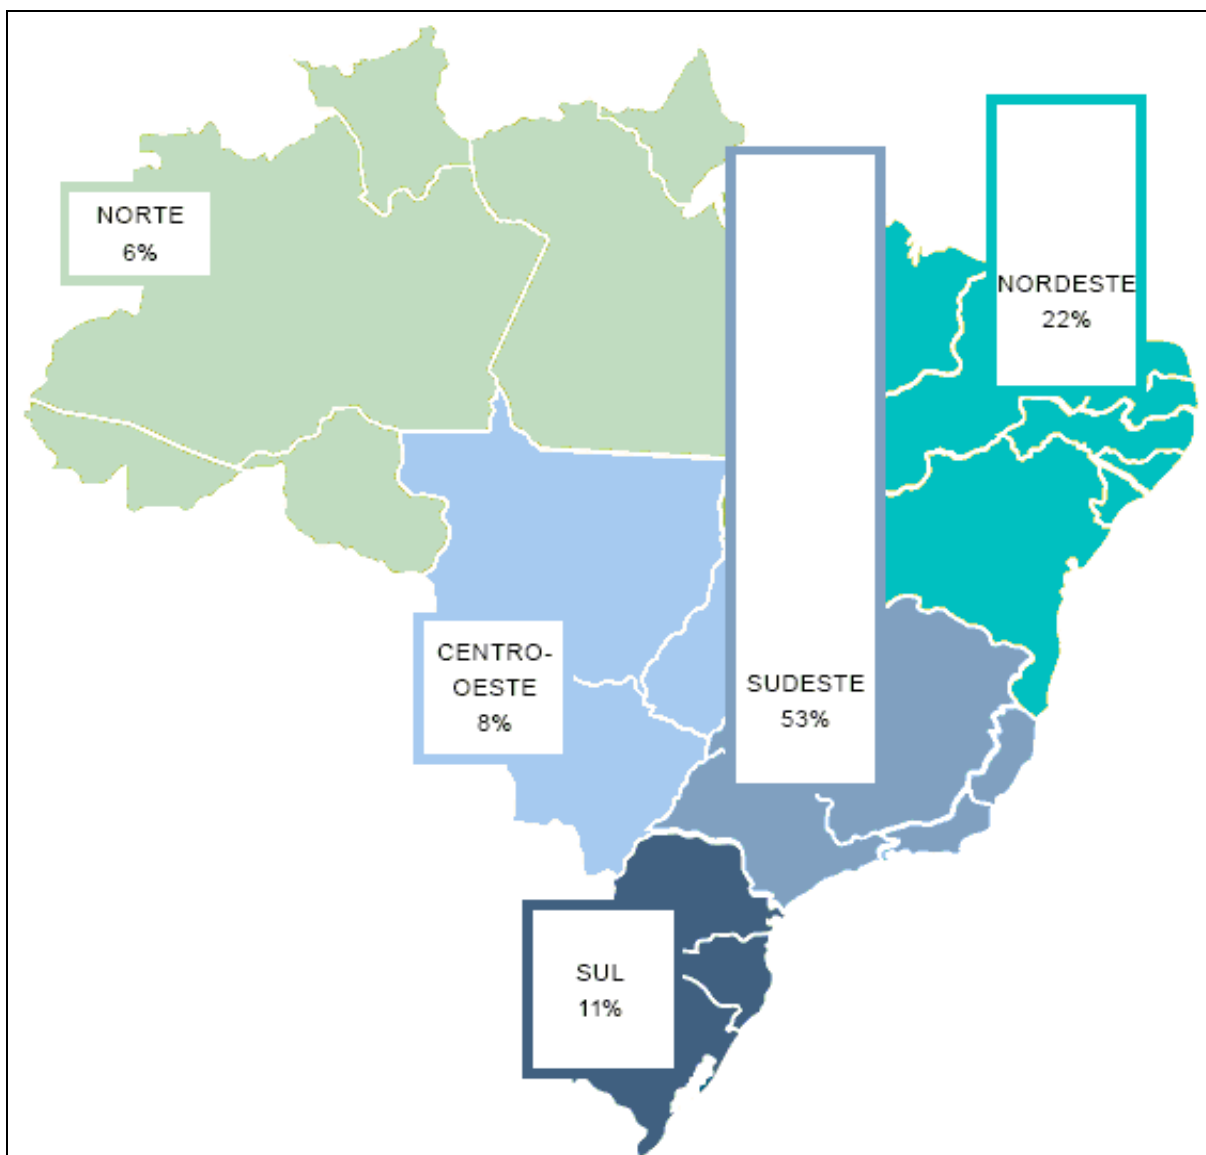 NORTE
6%
NORDESTE
22%
CENTRO-
OESTE
8%
SUDESTE
53%
SUL
11%